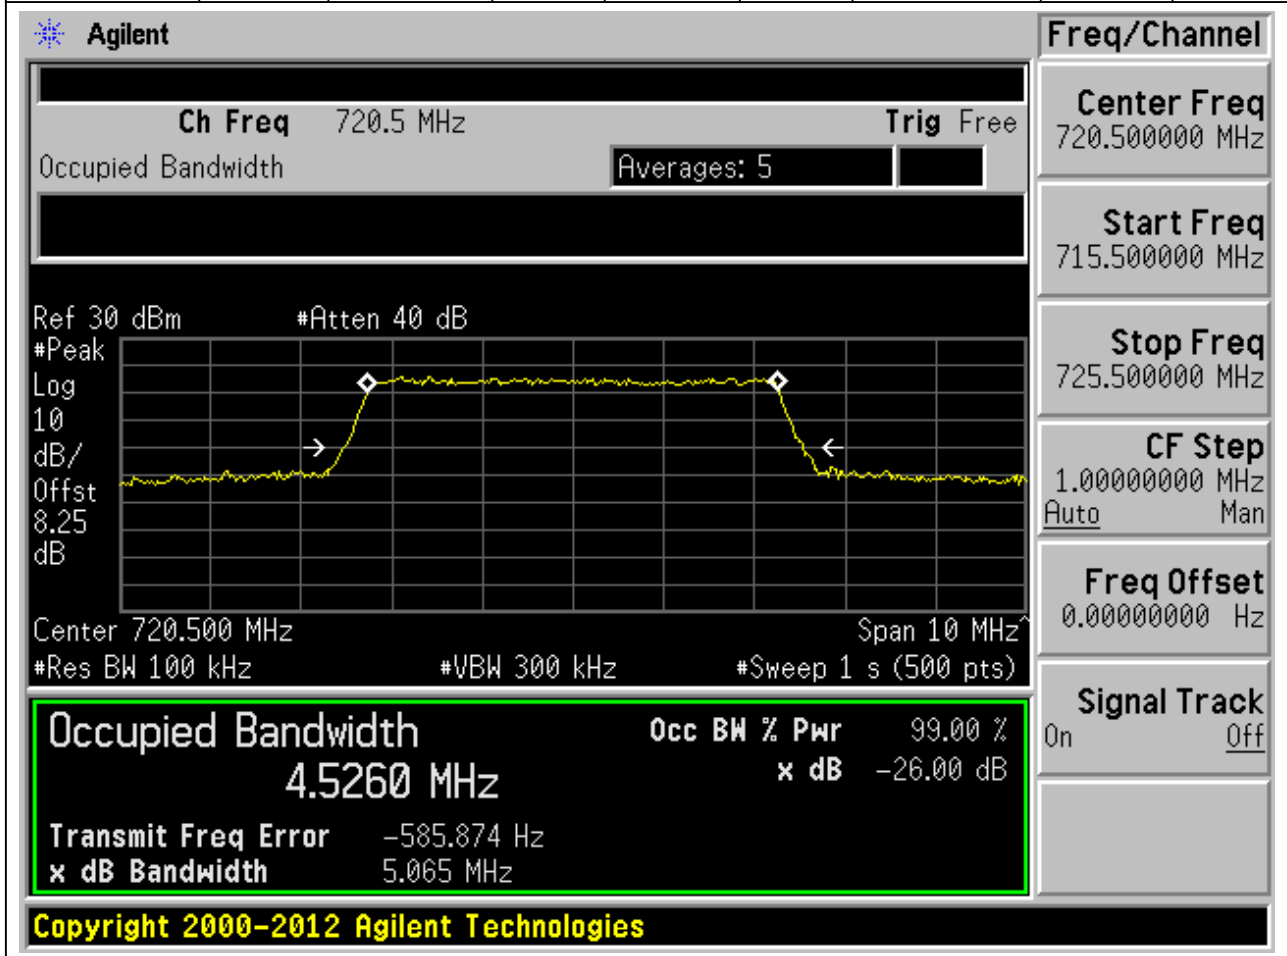 Agilent
Freq/Channel
Ch Freq 720.5 MHz Trig Free
Occupied Bandwidth Averages: 5
Center Freq
720.500000 MHz
Start Freq
715.500000 MHz
Stop Freq
725.500000 MHz
CF Step
1.00000000 MHz
Auto Man
Freq Offset
0.00000000 Hz
Signal Track
On Off
Ref 30 dBm #Atten 40 dB
#Peak
Log
10
dB/
Offst
8.25
dB
Center 720.500 MHz Span 10 MHz^
#Res BW 100 kHz #VBW 300 kHz #Sweep 1 s (500 pts)
Occupied Bandwidth Occ BW % Pwr 99.00 %
4.5260 MHz x dB -26.00 dB
Transmit Freq Error -585.874 Hz
x dB Bandwidth 5.065 MHz
Copyright 2000-2012 Agilent Technologies